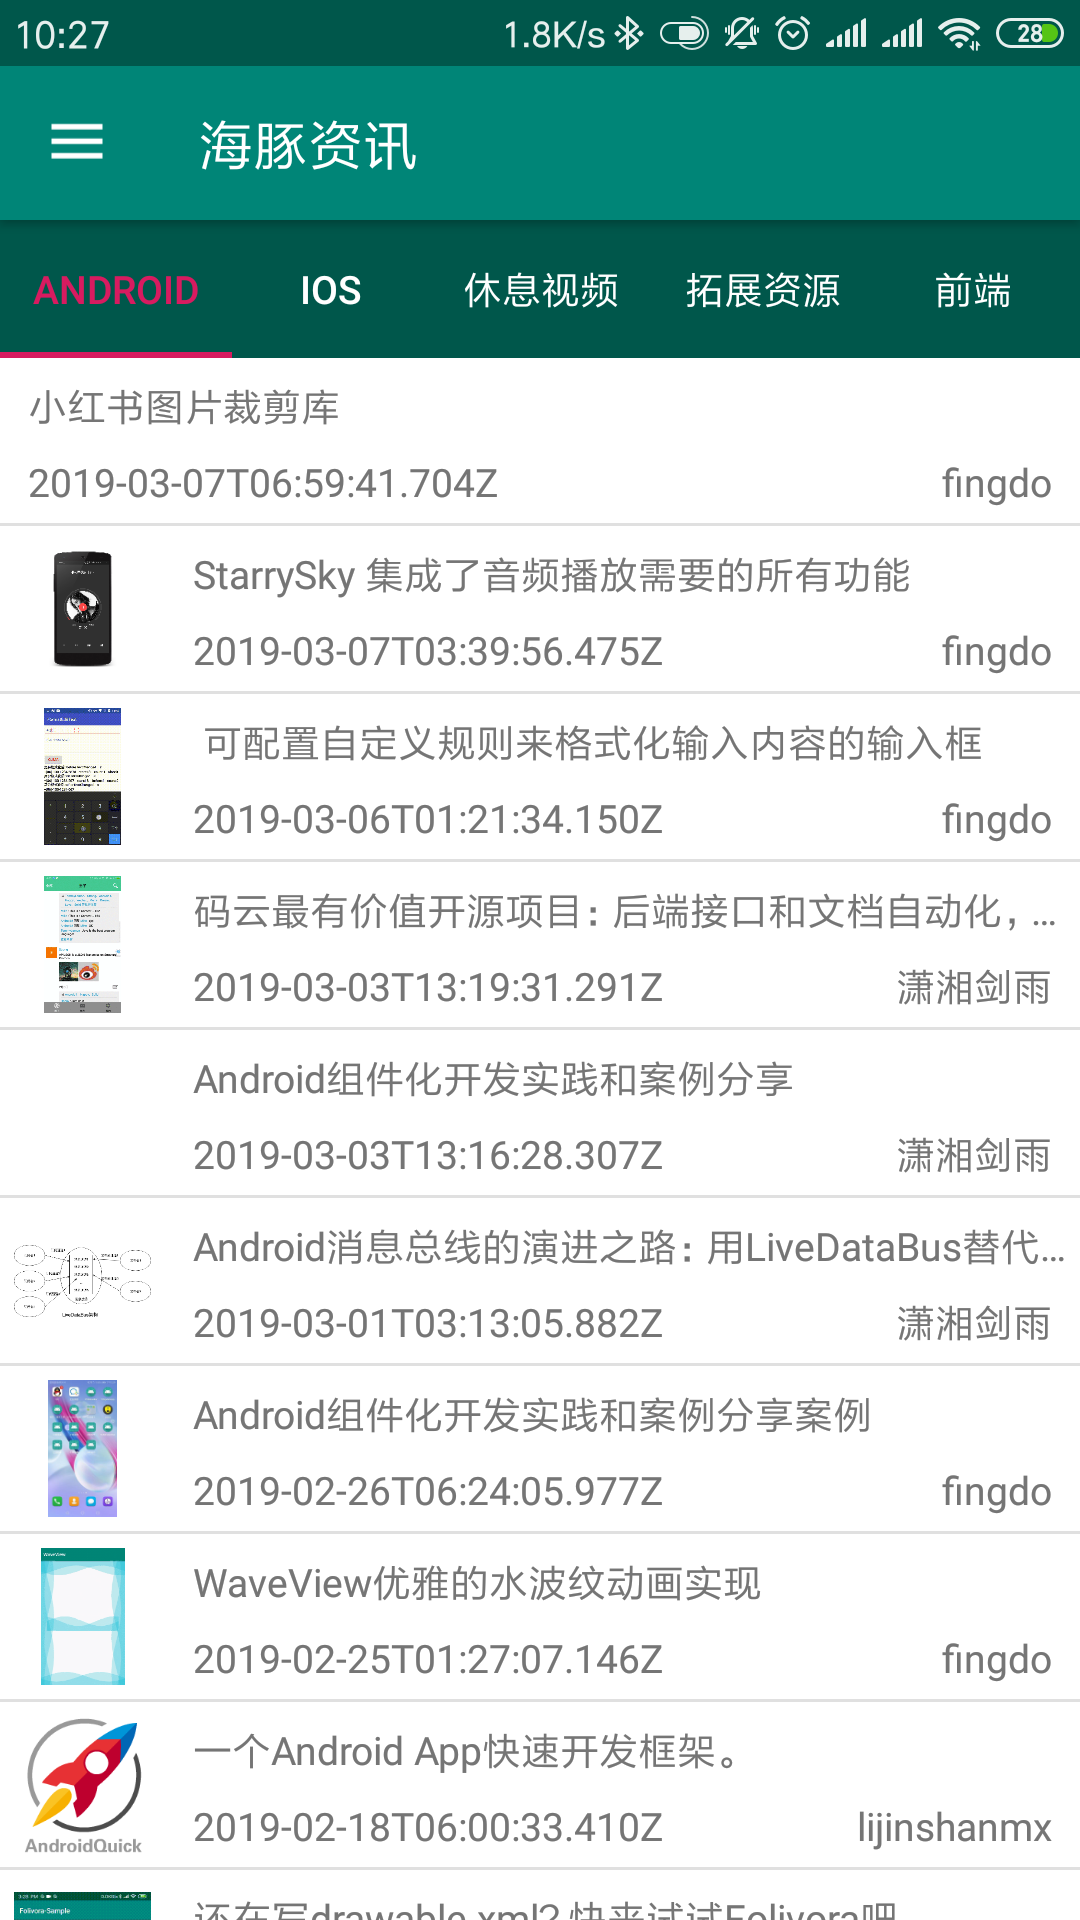 10:27
1.8K/s
28
海豚资讯
ANDROID IOS 休息视频 拓展资源 前端
小红书图片裁剪库
2019-03-07T06:59:41.704Z fingdo
StarrySky 集成了音频播放需要的所有功能
2019-03-07T03:39:56.475Z fingdo
可配置自定义规则来格式化输入内容的输入框
2019-03-06T01:21:34.150Z fingdo
码云最有价值开源项目：后端接口和文档自动化，...
2019-03-03T13:19:31.291Z 潇湘剑雨
Android组件化开发实践和案例分享
2019-03-03T13:16:28.307Z 潇湘剑雨
Android消息总线的演进之路：用LiveDataBus替代...
2019-03-01T03:13:05.882Z 潇湘剑雨
LiveDataBus架构
Android组件化开发实践和案例分享案例
2019-02-26T06:24:05.977Z fingdo
WaveView
WaveView优雅的水波纹动画实现
2019-02-25T01:27:07.146Z fingdo
一个Android App快速开发框架。
2019-02-18T06:00:33.410Z lijinshanmx
AndroidQuick
Folivora-Sample
还在写drawable xml？快来试试Folivora吧